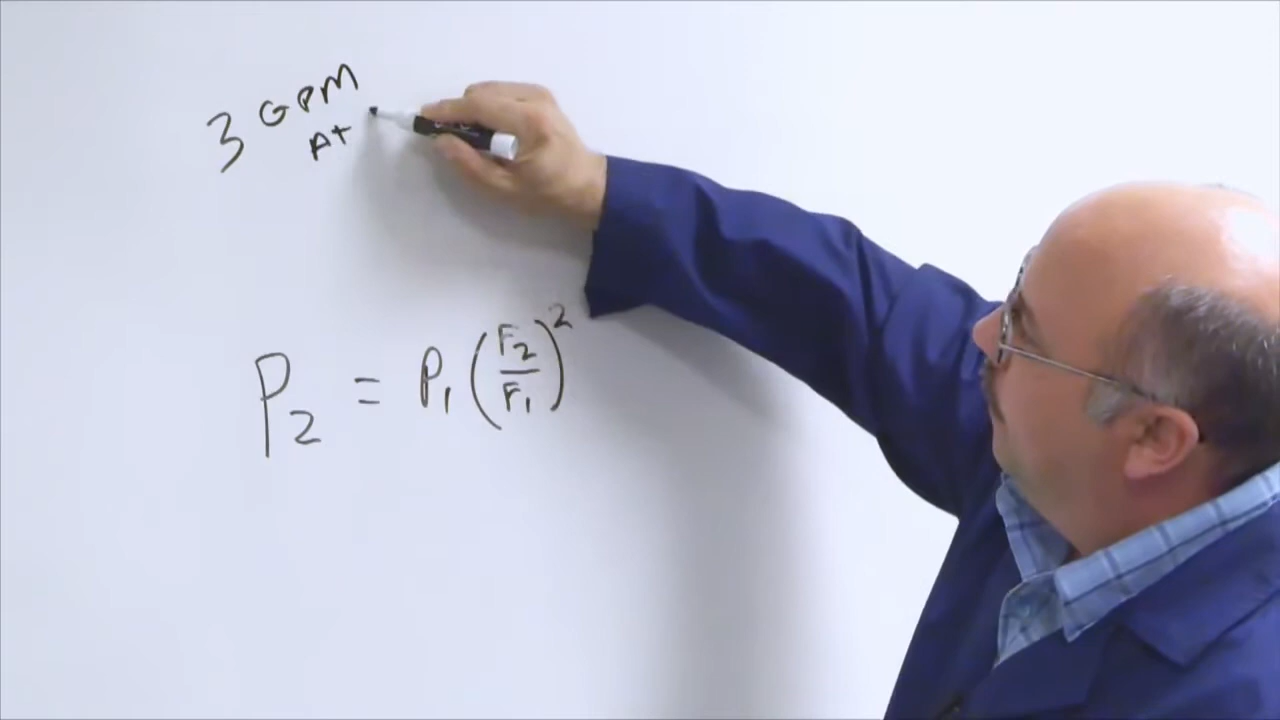 3 GPM
At
P₂ = P₁ (F₂/F₁)²